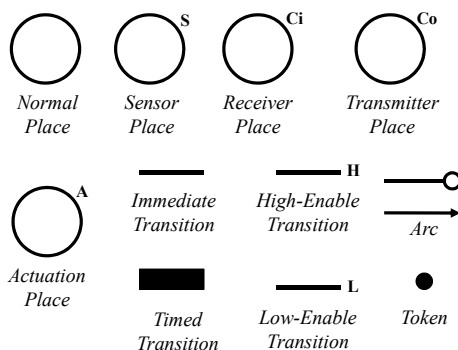 S
Ci
Co
Normal Place
Sensor Place
Receiver Place
Transmitter Place
A
H
Immediate Transition
High-Enable Transition
Arc
Actuation Place
L
Timed Transition
Low-Enable Transition
Token